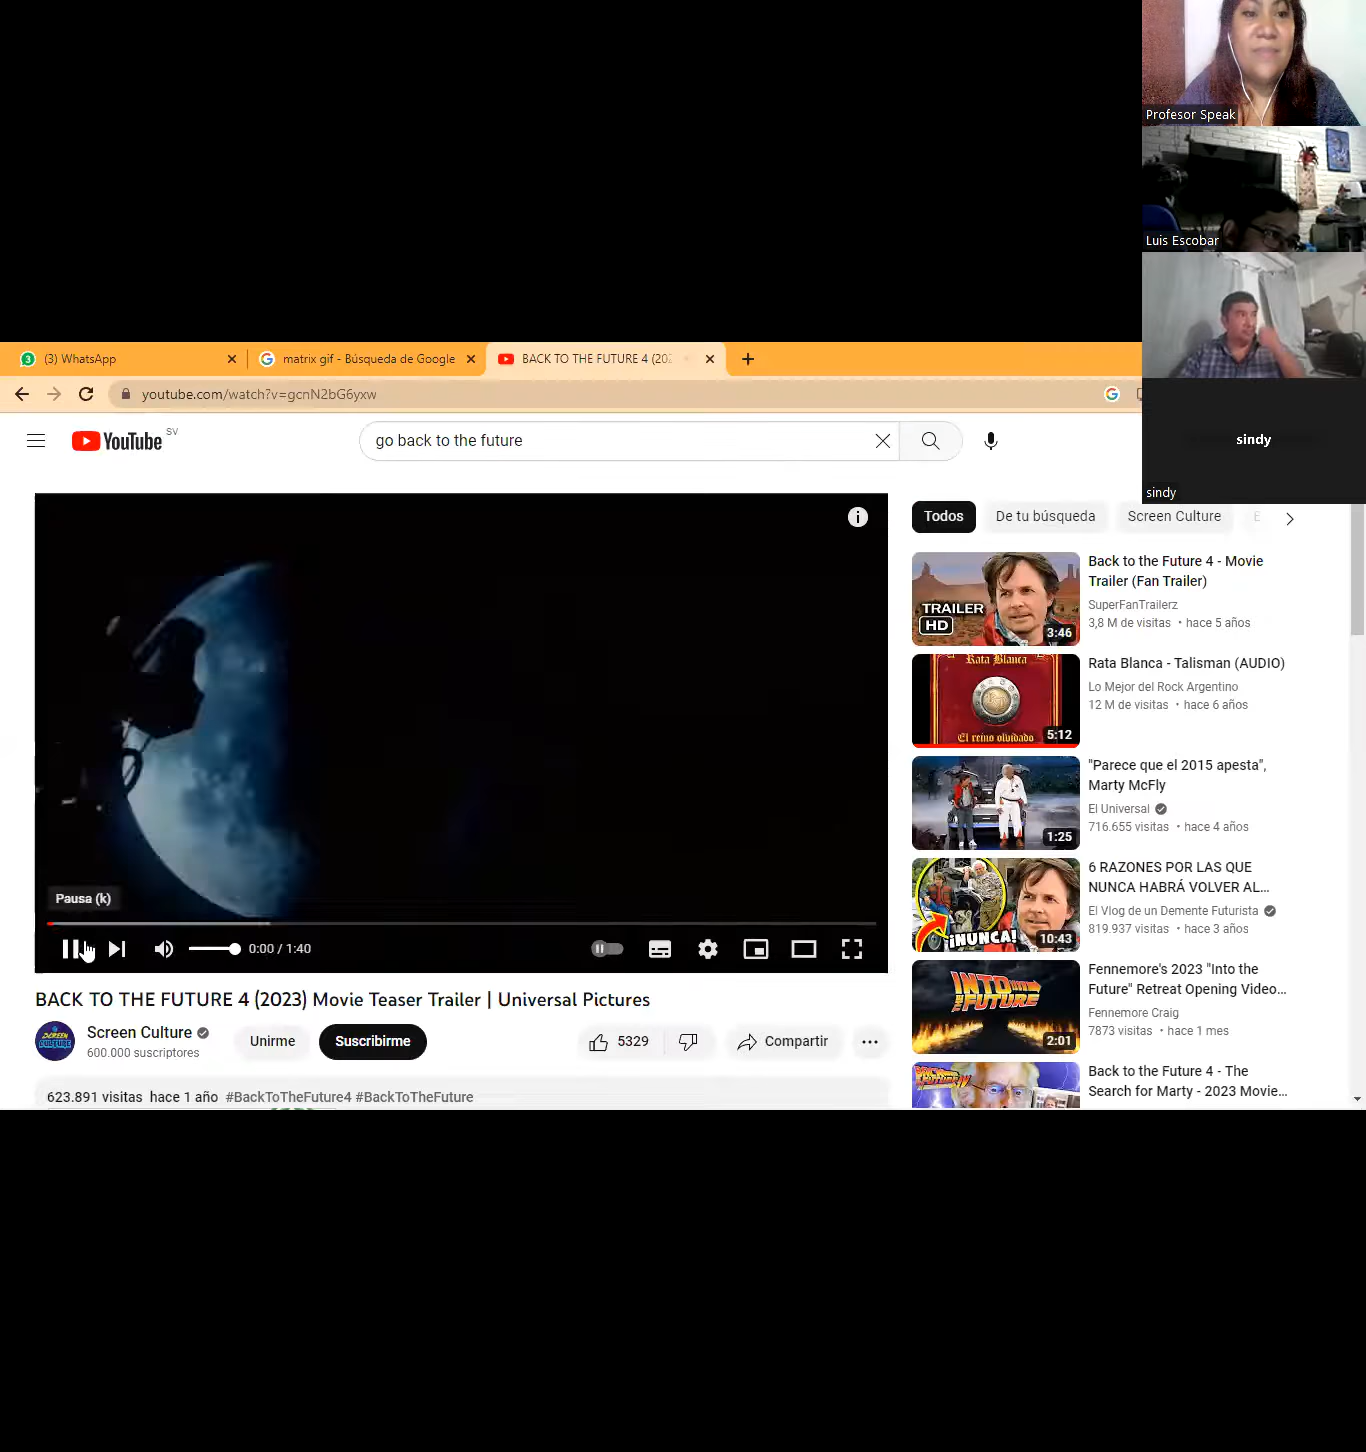 Profesor Speak
Luis Escobar
sindy
sindy
3
(3) WhatsApp
matrix gif - Búsqueda de Google
BACK TO THE FUTURE 4 (202
youtube.com/watch?v=gcnN2bG6yxw
YouTube SV
go back to the future
Pausa (k)
0:00 / 1:40
BACK TO THE FUTURE 4 (2023) Movie Teaser Trailer | Universal Pictures
SCREEN CULTURE
Screen Culture
600.000 suscriptores
Unirme
Suscribirme
5329
Compartir
623.891 visitas hace 1 año #BackToTheFuture4 #BackToTheFuture
Todos
De tu búsqueda
Screen Culture
E
TRAILER
HD
3:46
Back to the Future 4 - Movie
Trailer (Fan Trailer)
SuperFanTrailerz
3,8 M de visitas • hace 5 años
Rata Blanca
El reino olvidado
5:12
Rata Blanca - Talisman (AUDIO)
Lo Mejor del Rock Argentino
12 M de visitas • hace 6 años
1:25
"Parece que el 2015 apesta",
Marty McFly
El Universal
716.655 visitas • hace 4 años
¡NUNCA!
10:43
6 RAZONES POR LAS QUE
NUNCA HABRÁ VOLVER AL...
El Vlog de un Demente Futurista
819.937 visitas • hace 3 años
INTO
THE
FUTURE
2:01
Fennemore's 2023 "Into the
Future" Retreat Opening Video...
Fennemore Craig
7873 visitas • hace 1 mes
Back to the Future 4 - The
Search for Marty - 2023 Movie...